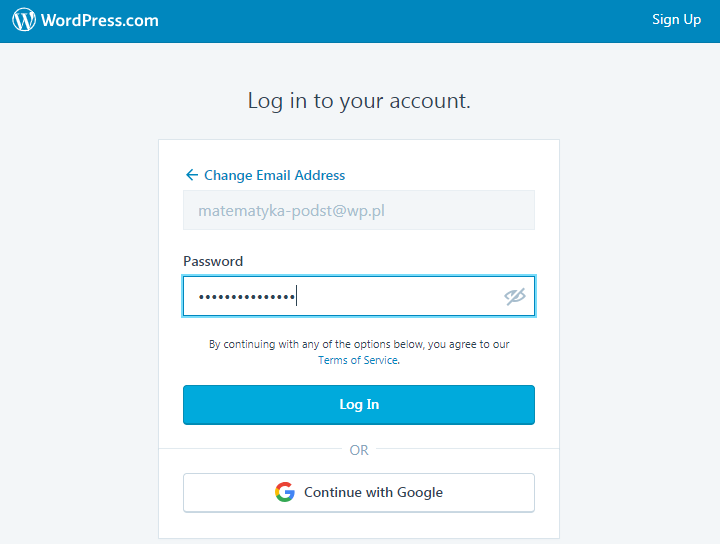 WordPress.com
Sign Up
Log in to your account.
Change Email Address
matematyka-podst@wp.pl
Password
•••••••••••••••
By continuing with any of the options below, you agree to our
Terms of Service.
Log In
OR
Continue with Google